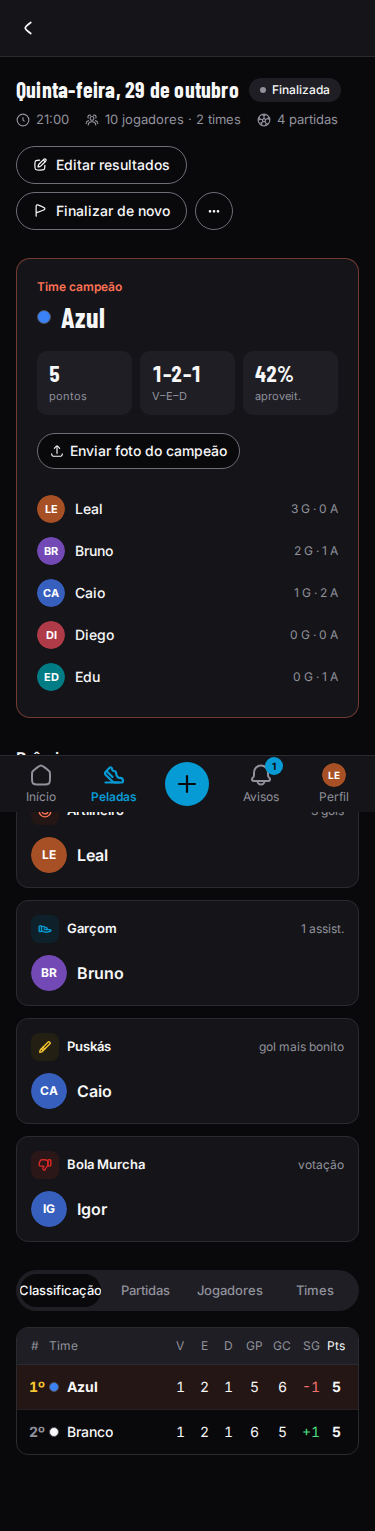 Quinta-feira, 29 de outubro Finalizada
21:00 10 jogadores · 2 times 4 partidas
Editar resultados
Finalizar de novo
Time campeão
Azul
5 1-2-1 42%
pontos V–E–D aproveit.
Enviar foto do campeão
LE Leal 3 G · 0 A
BR Bruno 2 G · 1 A
CA Caio 1 G · 2 A
DI Diego 0 G · 0 A
ED Edu 0 G · 1 A
1 LE
Início Peladas Avisos Perfil
LE Leal
Garçom 1 assist.
BR Bruno
Puskás gol mais bonito
CA Caio
Bola Murcha votação
IG Igor
Classificação Partidas Jogadores Times
# Time V E D GP GC SG Pts
1º Azul 1 2 1 5 6 -1 5
2º Branco 1 2 1 6 5 +1 5